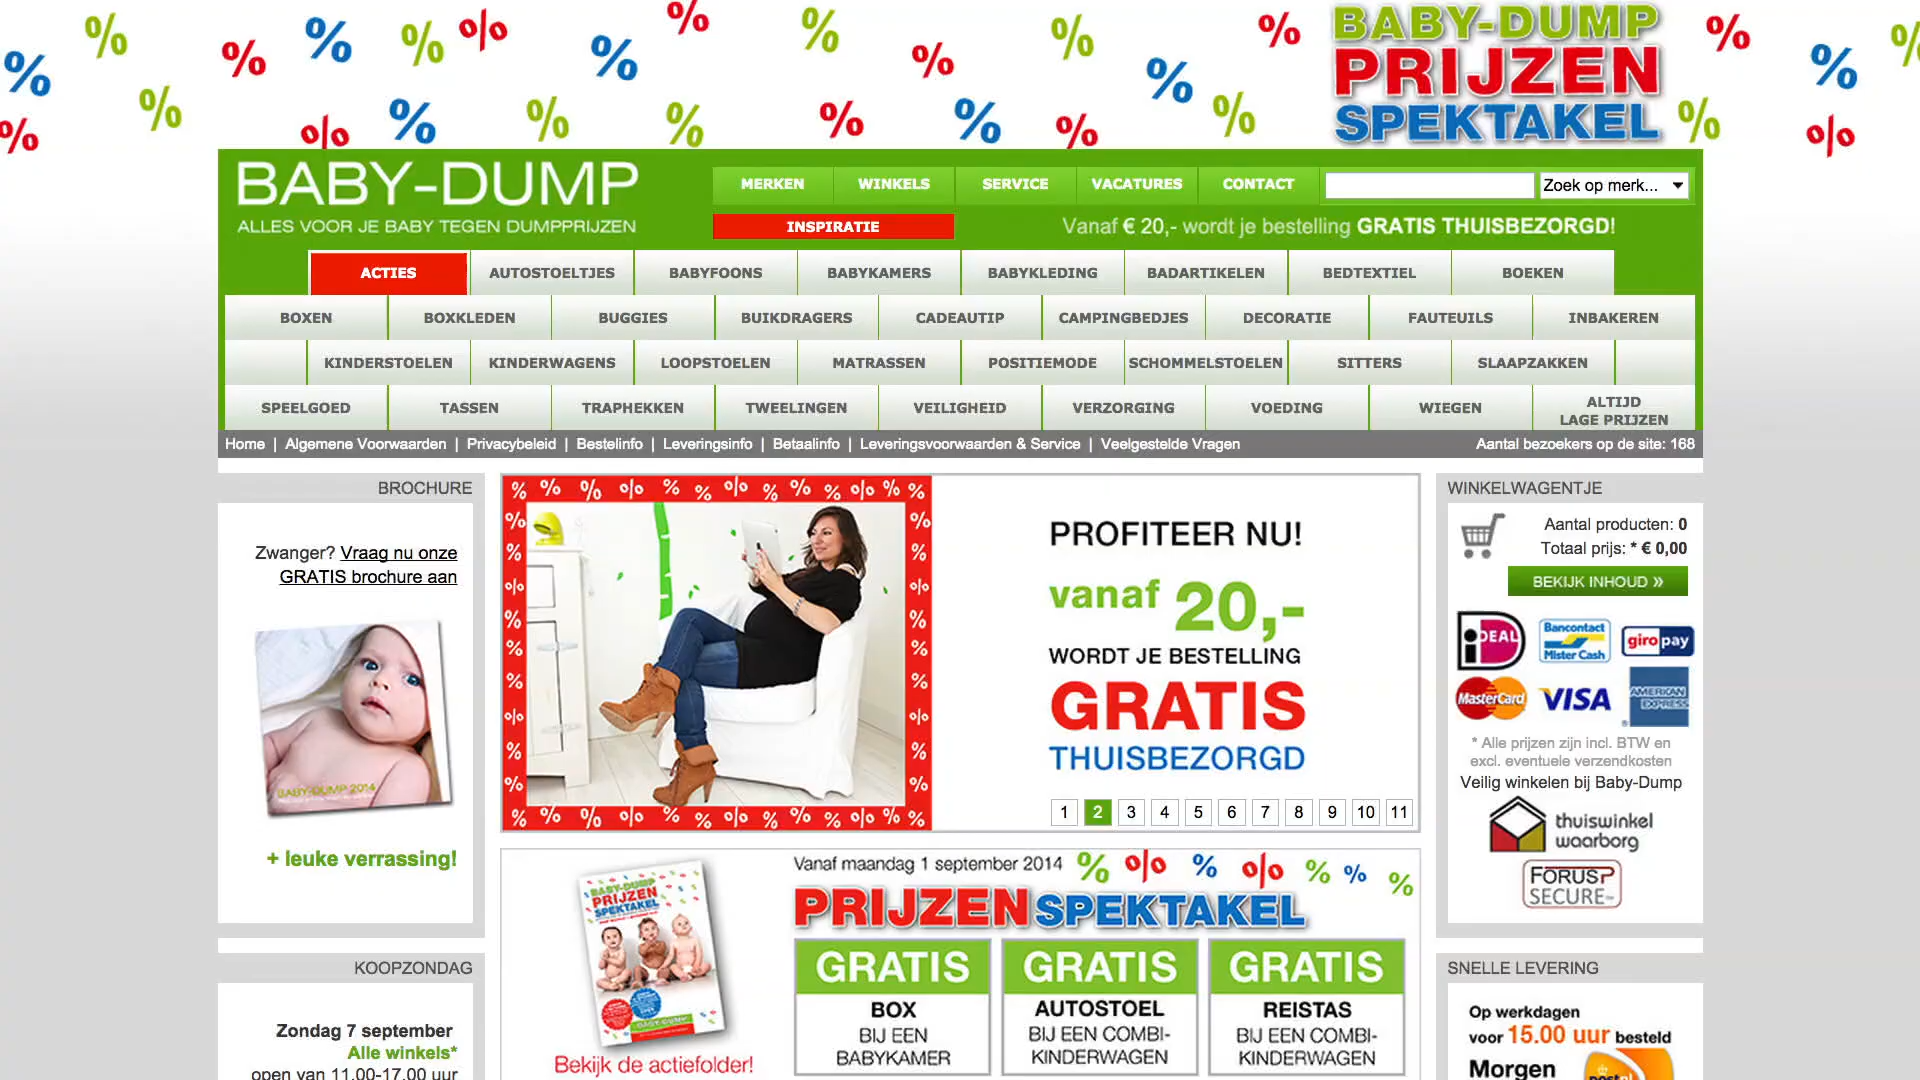 BABY-DUMP
PRIJZEN
SPEKTAKEL
BABY-DUMP
ALLES VOOR JE BABY TEGEN DUMPPRIJZEN
MERKEN WINKELS SERVICE VACATURES CONTACT Zoek op merk...
INSPIRATIE
Vanaf € 20,- wordt je bestelling GRATIS THUISBEZORGD!
ACTIES AUTOSTOELTJES BABYFOONS BABYKAMERS BABYKLEDING BADARTIKELEN BEDTEXTIEL BOEKEN
BOXEN BOXKLEDEN BUGGIES BUIKDRAGERS CADEAUTIP CAMPINGBEDJES DECORATIE FAUTEUILS INBAKEREN
KINDERSTOELEN KINDERWAGENS LOOPSTOELEN MATRASSEN POSITIEMODE SCHOMMELSTOELEN SITTERS SLAAPZAKKEN
SPEELGOED TASSEN TRAPHEKKEN TWEELINGEN VEILIGHEID VERZORGING VOEDING WIEGEN ALTIJD
LAGE PRIJZEN
Home | Algemene Voorwaarden | Privacybeleid | Bestelinfo | Leveringsinfo | Betaalinfo | Leveringsvoorwaarden & Service | Veelgestelde Vragen Aantal bezoekers op de site: 168
BROCHURE
Zwanger? Vraag nu onze
GRATIS brochure aan
BABY-DUMP 2014
+ leuke verrassing!
KOOPZONDAG
Zondag 7 september
Alle winkels*
open van 11.00-17.00 uur
PROFITEER NU!
vanaf 20,-
WORDT JE BESTELLING
GRATIS
THUISBEZORGD
1 2 3 4 5 6 7 8 9 10 11
BABY-DUMP
PRIJZEN
SPEKTAKEL
BABY-DUMP
Bekijk de actiefolder!
Vanaf maandag 1 september 2014
PRIJZENSPEKTAKEL
GRATIS
BOX
BIJ EEN
BABYKAMER
GRATIS
AUTOSTOEL
BIJ EEN COMBI-
KINDERWAGEN
GRATIS
REISTAS
BIJ EEN COMBI-
KINDERWAGEN
WINKELWAGENTJE
Aantal producten: 0
Totaal prijs: * € 0,00
BEKIJK INHOUD »
iDEAL
Bancontact
Mister Cash
giropay
MasterCard
VISA
AMERICAN
EXPRESS
* Alle prijzen zijn incl. BTW en
excl. eventuele verzendkosten
Veilig winkelen bij Baby-Dump
thuiswinkel
waarborg
FORUSP
SECURE
SNELLE LEVERING
Op werkdagen
voor 15.00 uur besteld
Morgen
postnl